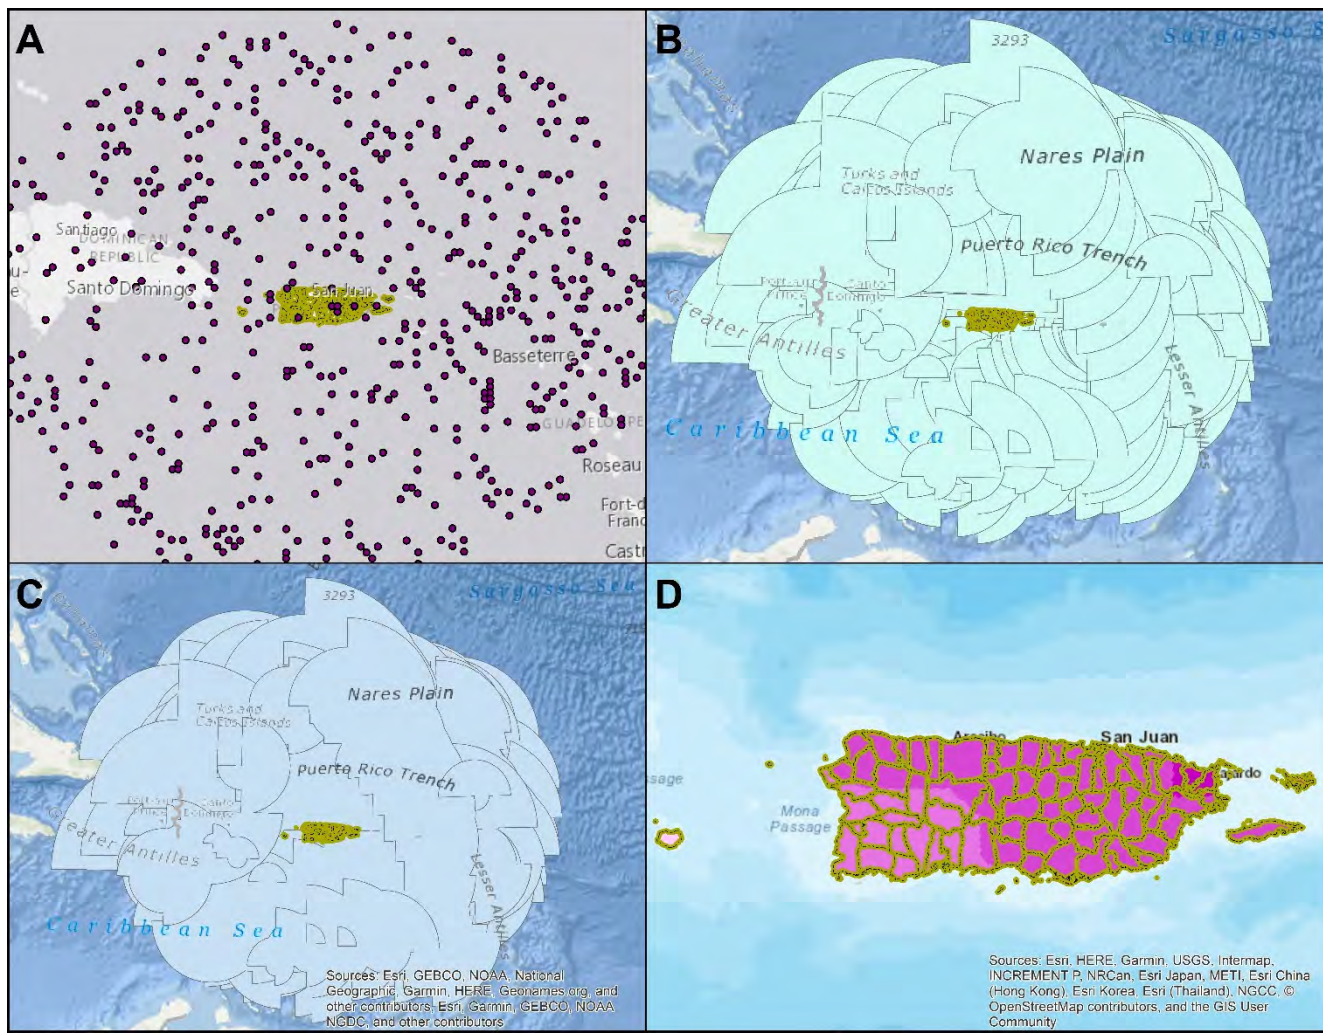 A
Santiago
DOMINICAN
REPUBLIC
Santo Domingo
San Juan
Basseterre
Roseau
B
3293
Nares Plain
Turks and
Caicos Islands
Puerto Rico Trench
Greater Antilles
Lesser Antilles
Caribbean Sea
C
Sargasso Sea
3293
Nares Plain
Turks and
Caicos Islands
Puerto Rico Trench
Greater Antilles
Lesser Antilles
Caribbean Sea
Sources: Esri, GEBCO, NOAA, National
Geographic, Garmin, HERE, Geonames.org, and
other contributors, Esri, Garmin, GEBCO, NOAA
NGDC, and other contributors
D
San Juan
Mona
Passage
Sources: Esri, HERE, Garmin, USGS, Intermap,
INCREMENT P, NRCan, Esri Japan, METI, Esri China
(Hong Kong), Esri Korea, Esri (Thailand), NGCC, ©
OpenStreetMap contributors, and the GIS User
Community